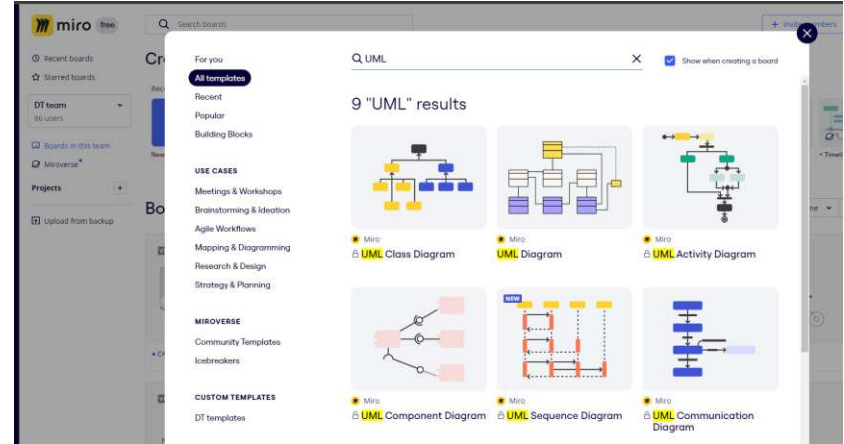 miro free
Search boards
+ Invite members
Recent boards
Starred boards
DT team
96 users
Boards in this team
Miroverse
Projects
+
Upload from backup
Cr
Bo
For you
All templates
Recent
Popular
Building Blocks
USE CASES
Meetings & Workshops
Brainstorming & Ideation
Agile Workflows
Mapping & Diagramming
Research & Design
Strategy & Planning
MIROVERSE
Community Templates
Icebreakers
CUSTOM TEMPLATES
DT templates
UML
Show when creating a board
9 "UML" results
Miro
UML Class Diagram
Miro
UML Diagram
Miro
UML Activity Diagram
NEW
Miro
UML Component Diagram
Miro
UML Sequence Diagram
Miro
UML Communication
Diagram